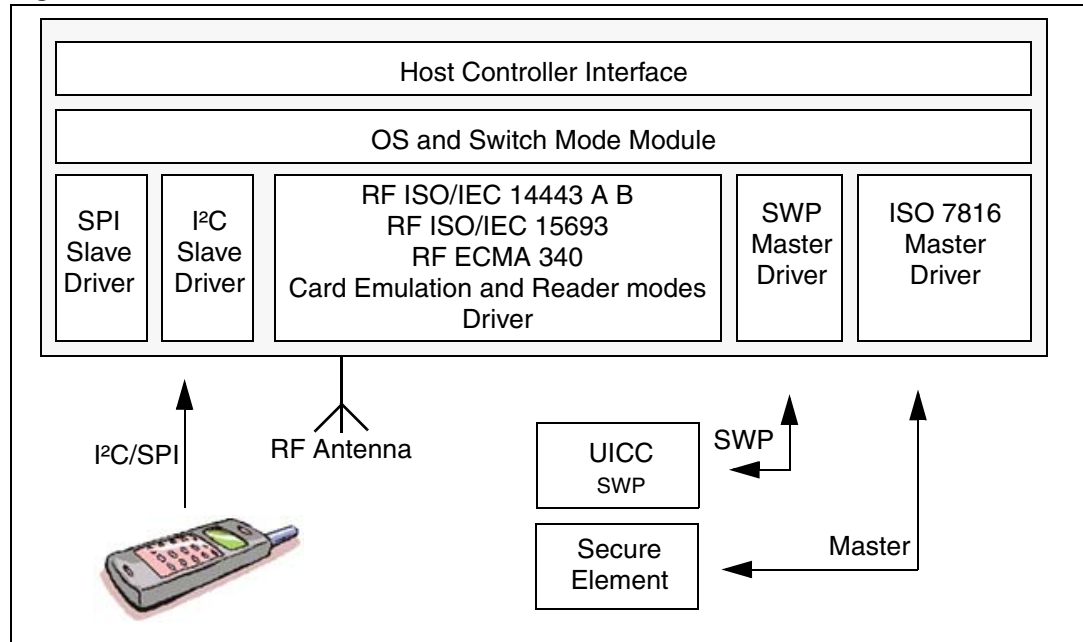 Host Controller Interface
OS and Switch Mode Module
SPI
Slave
Driver
I²C
Slave
Driver
RF ISO/IEC 14443 A B
RF ISO/IEC 15693
RF ECMA 340
Card Emulation and Reader modes
Driver
SWP
Master
Driver
ISO 7816
Master
Driver
I²C/SPI
RF Antenna
UICC
SWP
SWP
Secure
Element
Master